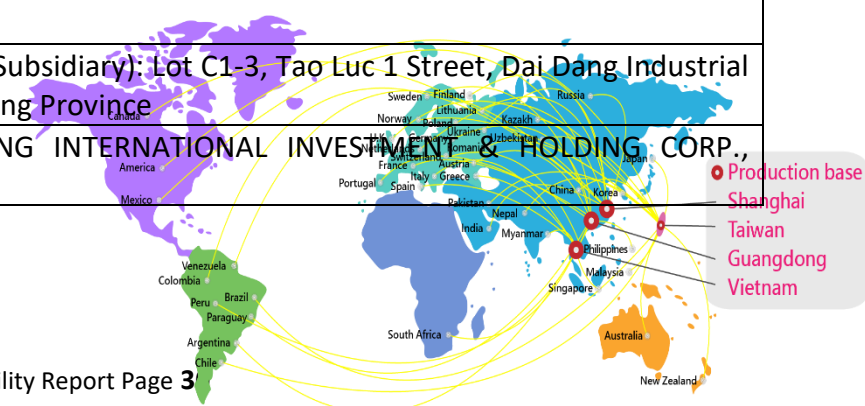 Subsidiary): Lot C1-3, Tao Luc 1 Street, Dai Dang Industrial
ng Province
NG INTERNATIONAL INVESTMENT & HOLDING CORP.,
Canada
America
Mexico
Venezuela
Colombia
Peru
Brazil
Paraguay
Argentina
Chile
Sweden
Finland
Russia
Lithuania
Norway
Poland
Kazakh
Ukraine
U.K
Germany
Uzbekistan
Netherlands
Romania
Switzerland
France
Austria
Italy
Greece
Portugal
Spain
Japan
China
Korea
Pakistan
Nepal
India
Myanmar
Philippines
Malaysia
Singapore
South Africa
Australia
New Zealand
Production base
Shanghai
Taiwan
Guangdong
Vietnam
ility Report Page 3